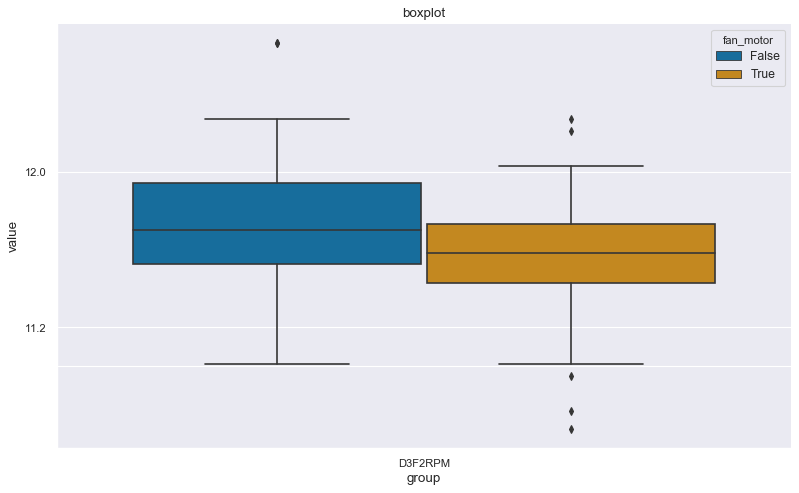 boxplot
fan_motor
False
True
12.0
11.2
value
D3F2RPM
group